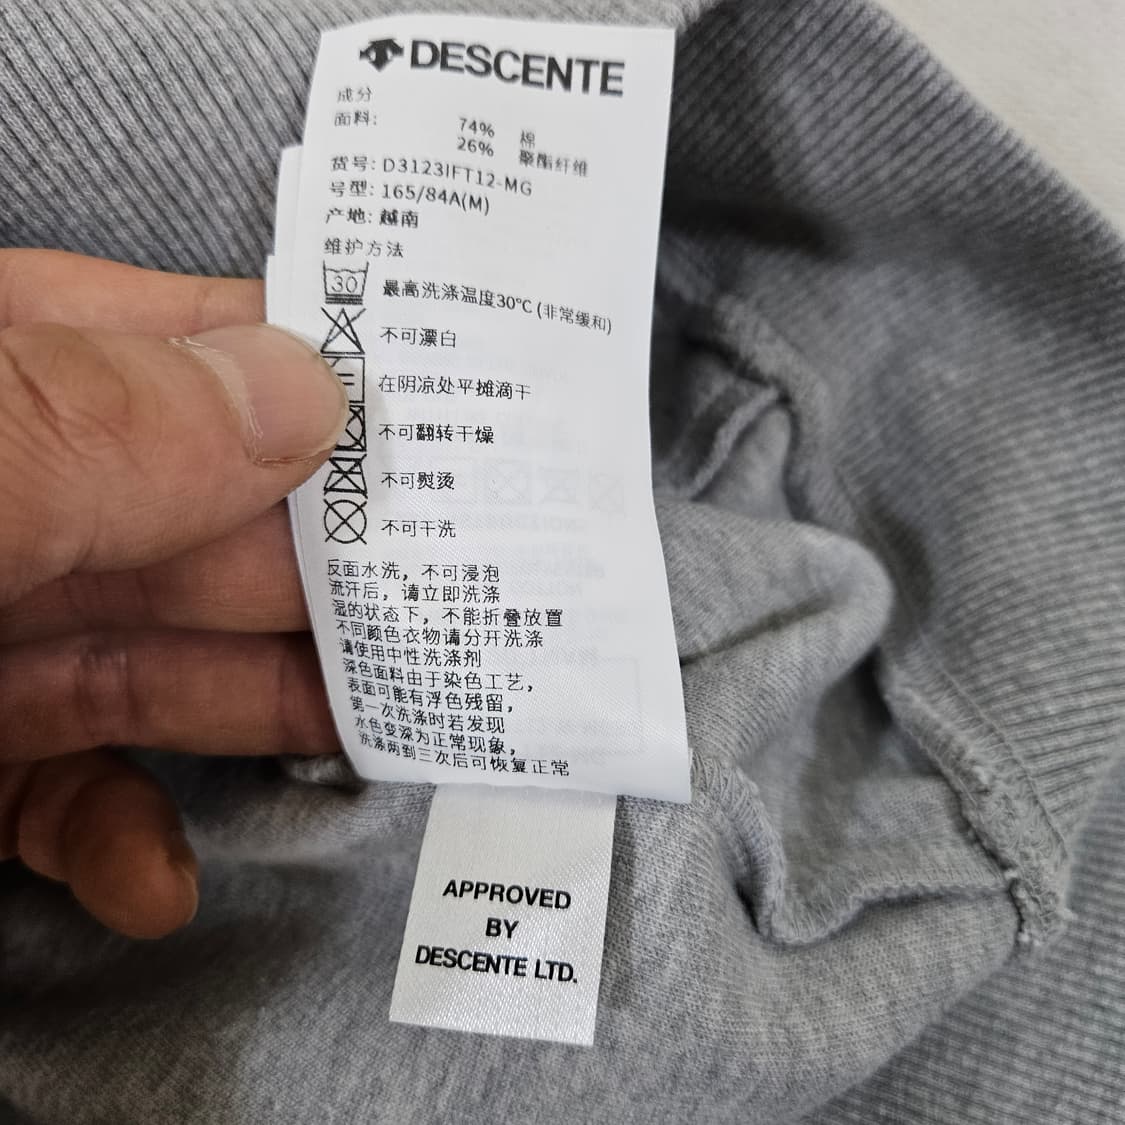 DESCENTE
成分
面料: 74% 棉
26% 聚酯纤维
货号: D3123IFT12-MG
号型: 165/84A(M)
产地: 越南
维护方法
30 最高洗涤温度30℃ (非常缓和)
不可漂白
在阴凉处平摊滴干
不可翻转干燥
不可熨烫
不可干洗
反面水洗，不可浸泡
流汗后，请立即洗涤
湿的状态下，不能折叠放置
不同颜色衣物请分开洗涤
请使用中性洗涤剂
深色面料由于染色工艺，
表面可能有浮色残留，
第一次洗涤时若发现
水色变深为正常现象，
洗涤两到三次后可恢复正常
APPROVED
BY
DESCENTE LTD.